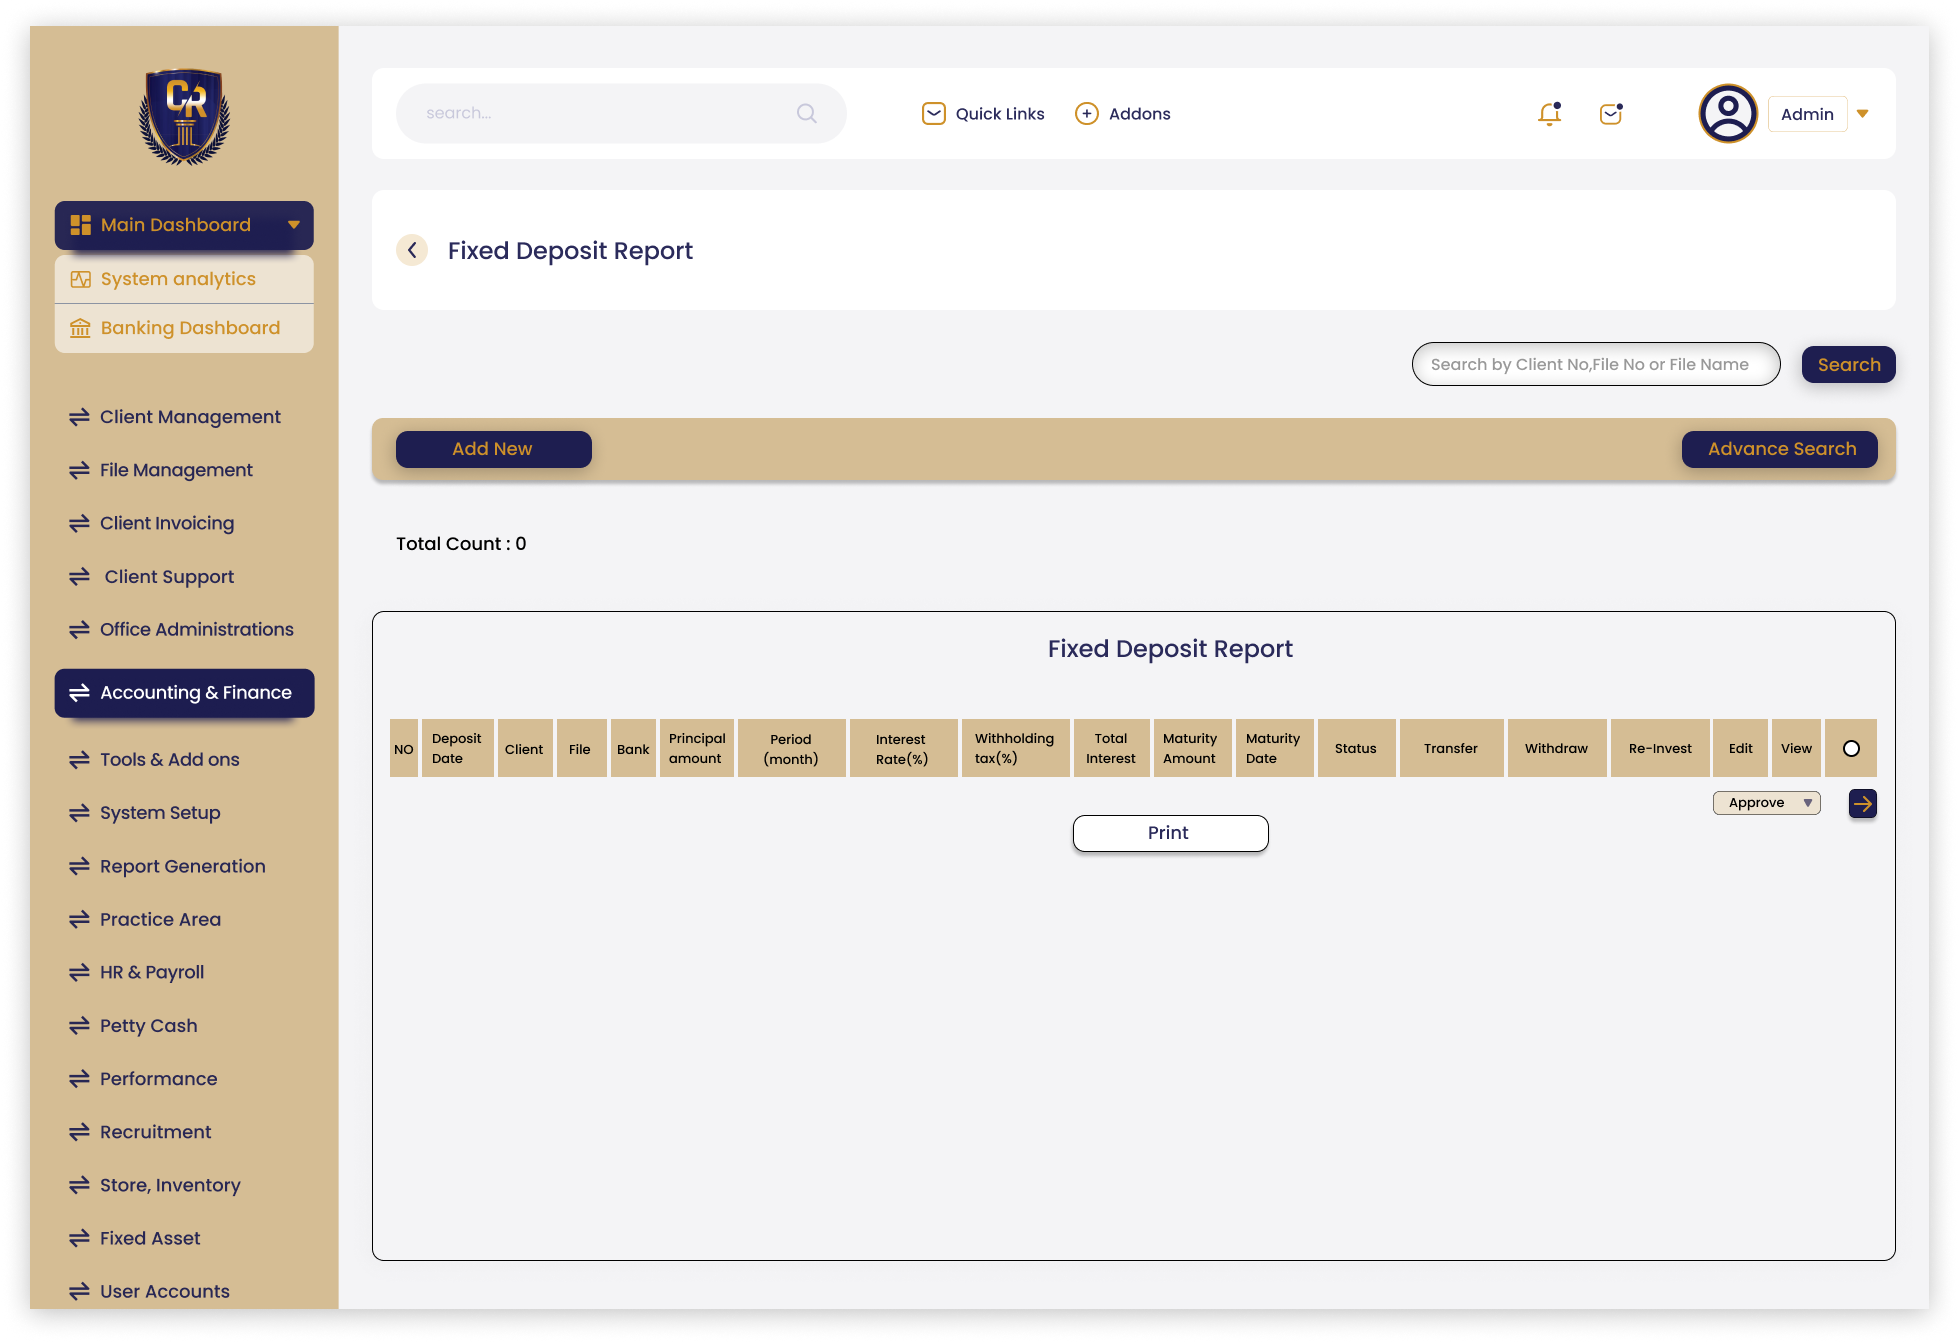 CR
Main Dashboard
System analytics
Banking Dashboard
Client Management
File Management
Client Invoicing
Client Support
Office Administrations
Accounting & Finance
Tools & Add ons
System Setup
Report Generation
Practice Area
HR & Payroll
Petty Cash
Performance
Recruitment
Store, Inventory
Fixed Asset
User Accounts
search...
Quick Links
Addons
Admin
Fixed Deposit Report
Search by Client No,File No or File Name
Search
Add New
Advance Search
Total Count : 0
Fixed Deposit Report
NO
Deposit
Date
Client
File
Bank
Principal
amount
Period
(month)
Interest
Rate(%)
Withholding
tax(%)
Total
Interest
Maturity
Amount
Maturity
Date
Status
Transfer
Withdraw
Re-Invest
Edit
View
Approve
Print